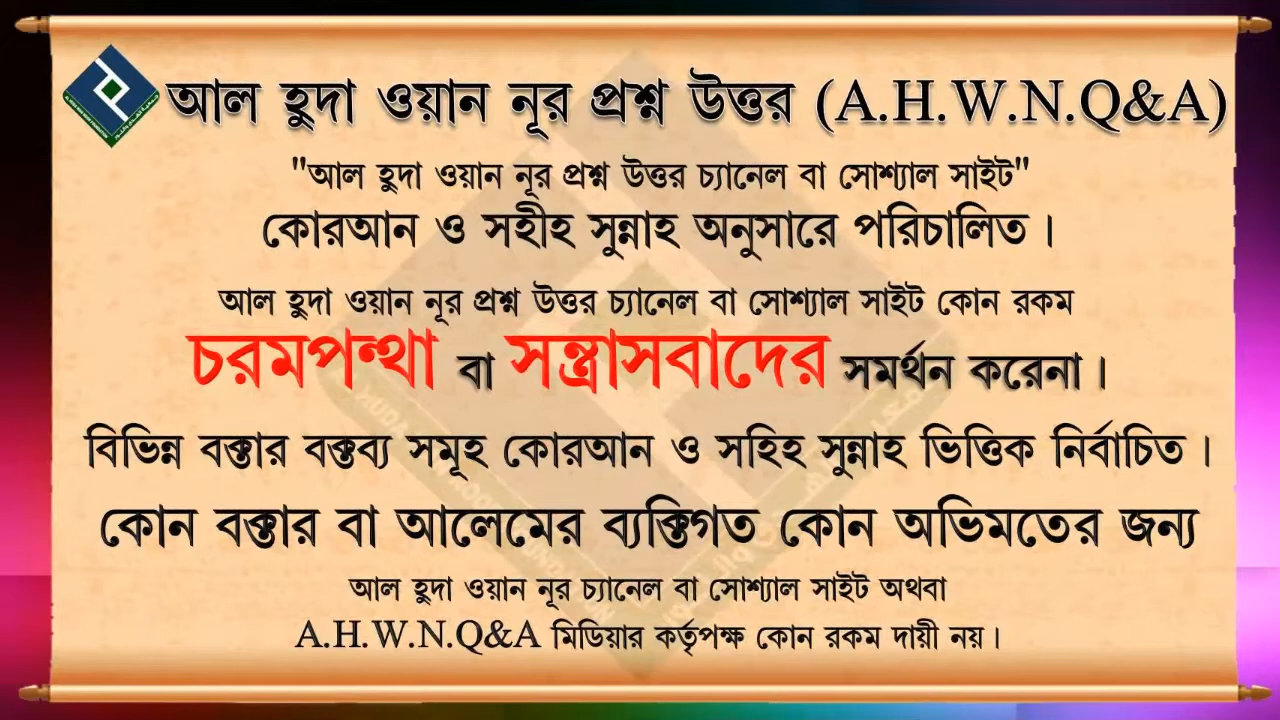 আল হুদা ওয়ান নূর প্রশ্ন উত্তর (A.H.W.N.Q&A)
"আল হুদা ওয়ান নূর প্রশ্ন উত্তর চ্যানেল বা সোশ্যাল সাইট"
কোরআন ও সহীহ সুন্নাহ অনুসারে পরিচালিত।
আল হুদা ওয়ান নূর প্রশ্ন উত্তর চ্যানেল বা সোশ্যাল সাইট কোন রকম
চরমপন্থা বা সন্ত্রাসবাদের সমর্থন করেনা।
বিভিন্ন বক্তার বক্তব্য সমূহ কোরআন ও সহিহ সুন্নাহ ভিত্তিক নির্বাচিত।
কোন বক্তার বা আলেমের ব্যক্তিগত কোন অভিমতের জন্য
আল হুদা ওয়ান নূর চ্যানেল বা সোশ্যাল সাইট অথবা
A.H.W.N.Q&A মিডিয়ার কর্তৃপক্ষ কোন রকম দায়ী নয়।